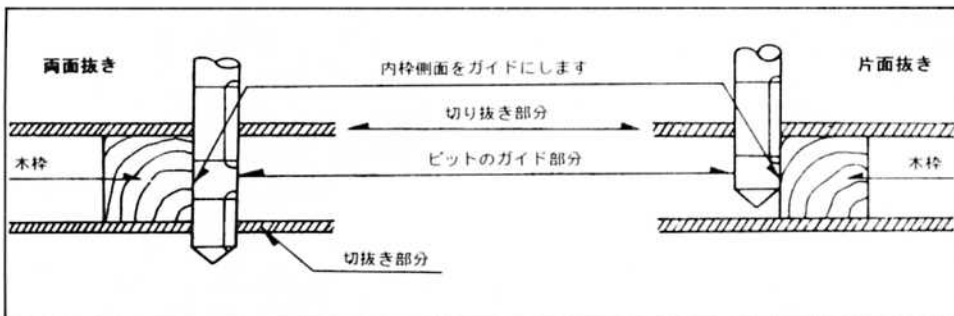 両面抜き
内枠側面をガイドにします
片面抜き
切り抜き部分
木枠
ビットのガイド部分
木枠
切抜き部分